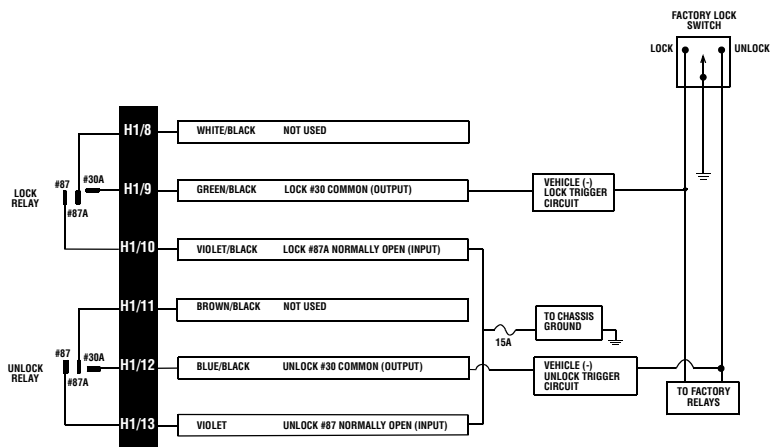 FACTORY LOCK
SWITCH
LOCK
UNLOCK
H1/8
WHITE/BLACK NOT USED
#87
#30A
#87A
LOCK
RELAY
H1/9
GREEN/BLACK LOCK #30 COMMON (OUTPUT)
VEHICLE (-)
LOCK TRIGGER
CIRCUIT
H1/10
VIOLET/BLACK LOCK #87A NORMALLY OPEN (INPUT)
H1/11
BROWN/BLACK NOT USED
15A
TO CHASSIS
GROUND
#87
#30A
#87A
UNLOCK
RELAY
H1/12
BLUE/BLACK UNLOCK #30 COMMON (OUTPUT)
VEHICLE (-)
UNLOCK TRIGGER
CIRCUIT
TO FACTORY
RELAYS
H1/13
VIOLET UNLOCK #87 NORMALLY OPEN (INPUT)